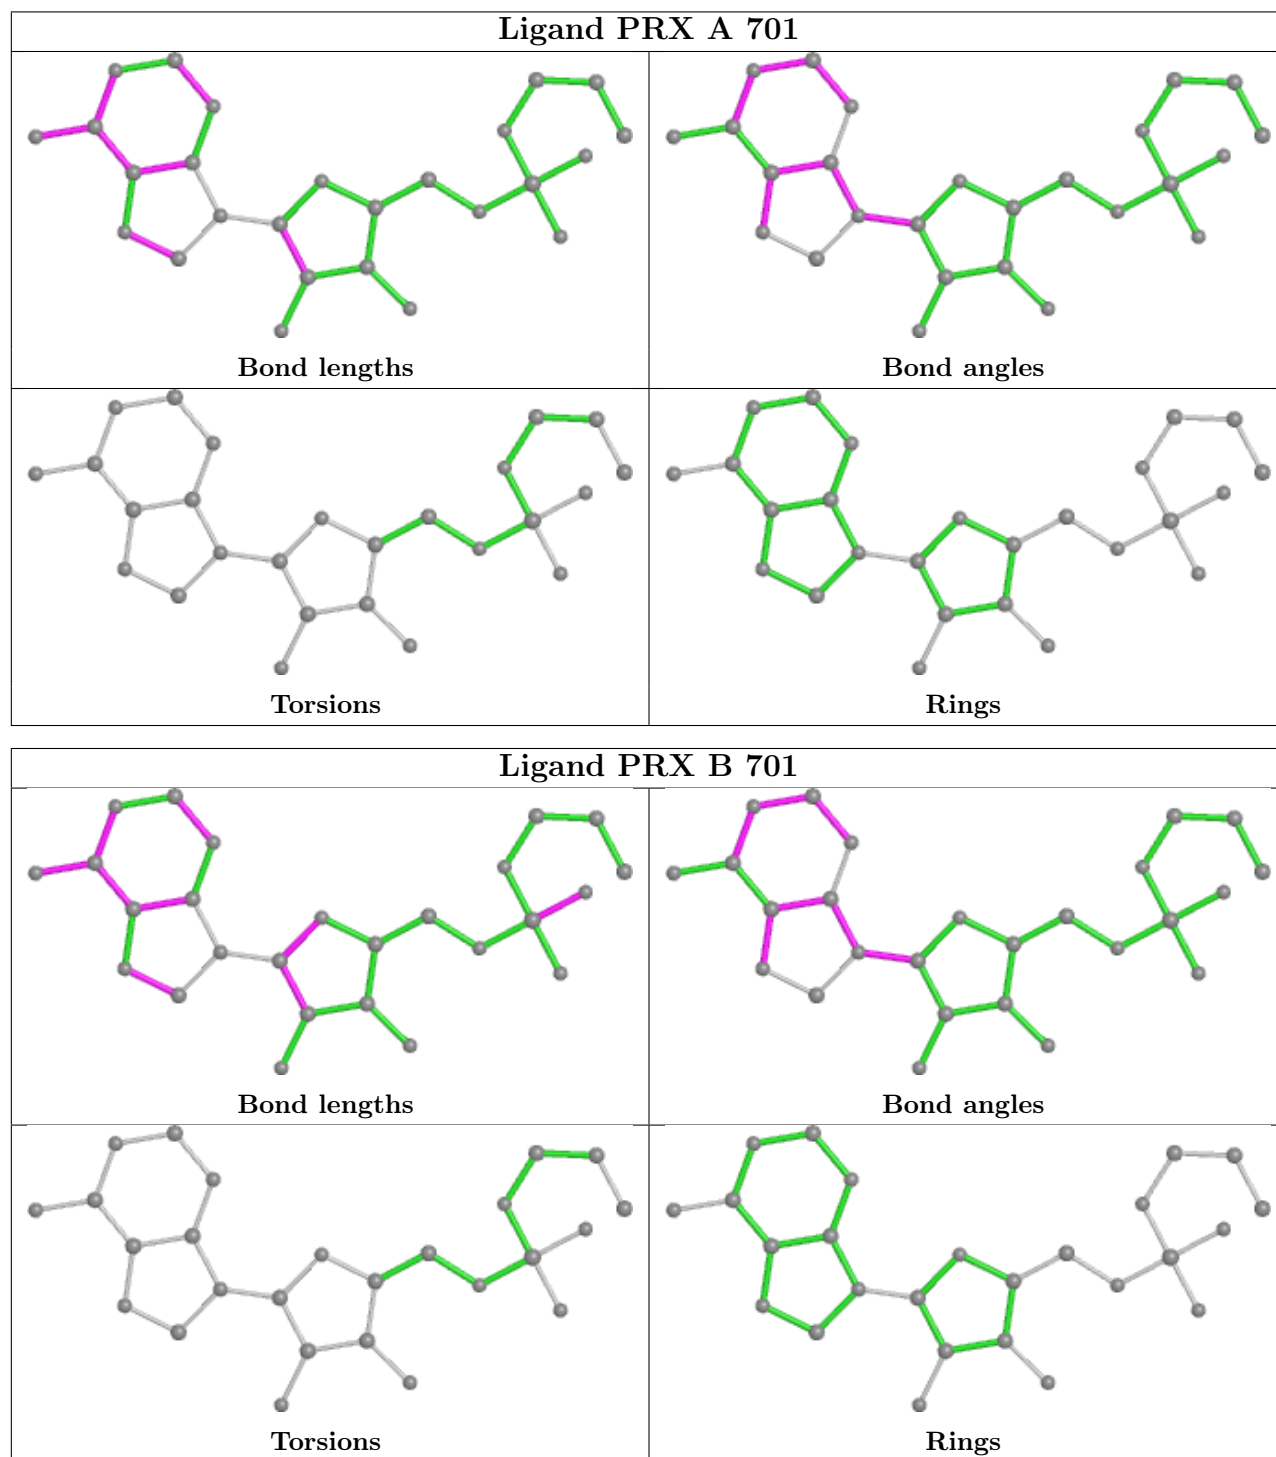 Ligand PRX A 701
Bond lengths
Bond angles
Torsions
Rings
Ligand PRX B 701
Bond lengths
Bond angles
Torsions
Rings